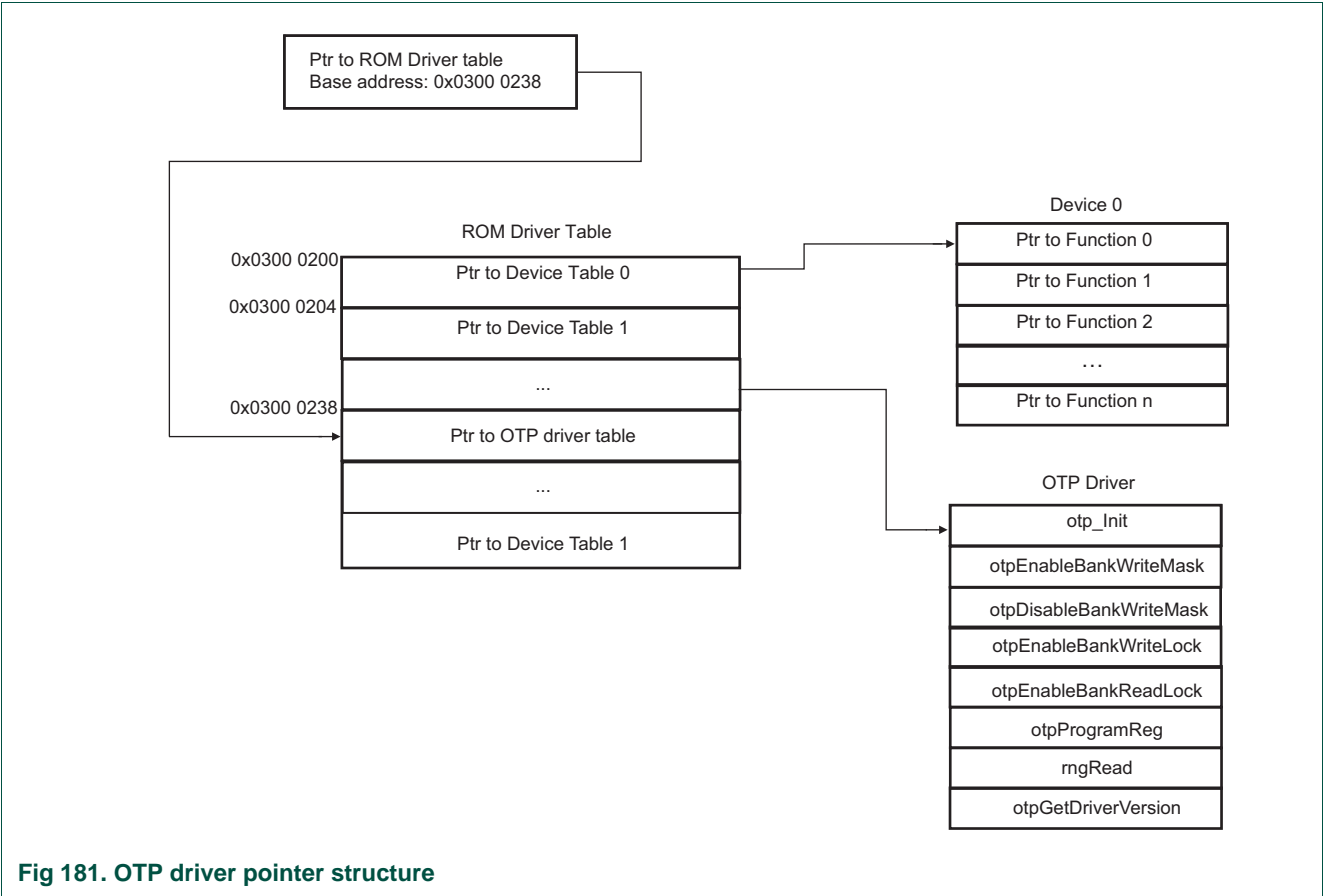 Ptr to ROM Driver table
Base address: 0x0300 0238
ROM Driver Table
0x0300 0200
Ptr to Device Table 0
0x0300 0204
Ptr to Device Table 1
...
0x0300 0238
Ptr to OTP driver table
...
Ptr to Device Table 1
Device 0
Ptr to Function 0
Ptr to Function 1
Ptr to Function 2
...
Ptr to Function n
OTP Driver
otp_Init
otpEnableBankWriteMask
otpDisableBankWriteMask
otpEnableBankWriteLock
otpEnableBankReadLock
otpProgramReg
rngRead
otpGetDriverVersion
Fig 181. OTP driver pointer structure